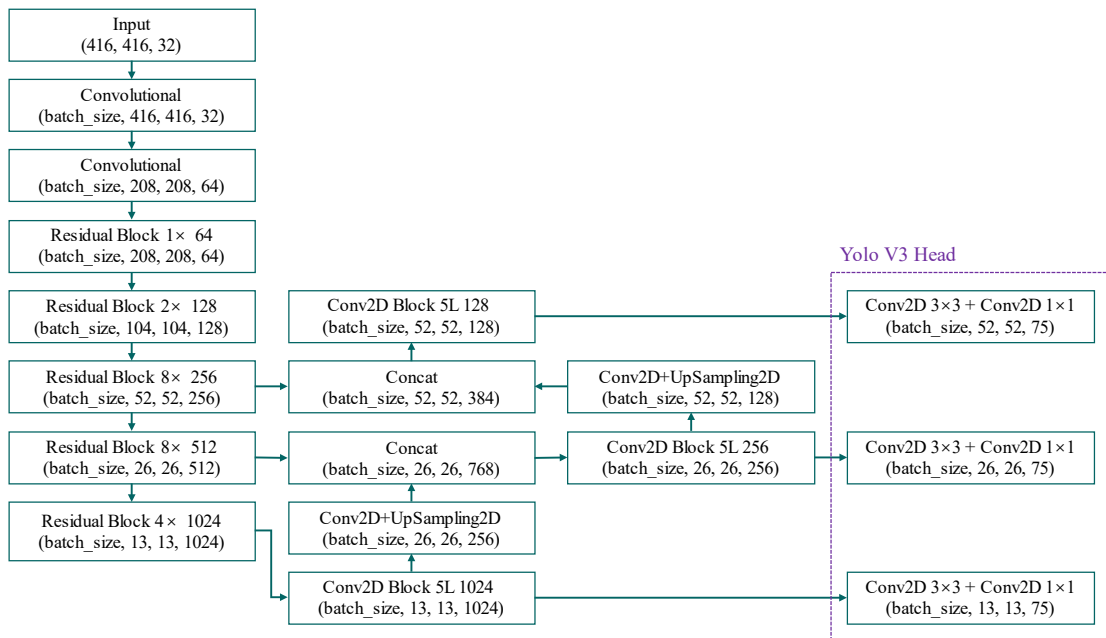 Input
(416, 416, 32)
Convolutional
(batch_size, 416, 416, 32)
Convolutional
(batch_size, 208, 208, 64)
Residual Block 1× 64
(batch_size, 208, 208, 64)
Residual Block 2× 128
(batch_size, 104, 104, 128)
Residual Block 8× 256
(batch_size, 52, 52, 256)
Residual Block 8× 512
(batch_size, 26, 26, 512)
Residual Block 4× 1024
(batch_size, 13, 13, 1024)
Conv2D Block 5L 128
(batch_size, 52, 52, 128)
Concat
(batch_size, 52, 52, 384)
Concat
(batch_size, 26, 26, 768)
Conv2D+UpSampling2D
(batch_size, 26, 26, 256)
Conv2D Block 5L 1024
(batch_size, 13, 13, 1024)
Conv2D+UpSampling2D
(batch_size, 52, 52, 128)
Conv2D Block 5L 256
(batch_size, 26, 26, 256)
Yolo V3 Head
Conv2D 3×3 + Conv2D 1×1
(batch_size, 52, 52, 75)
Conv2D 3×3 + Conv2D 1×1
(batch_size, 26, 26, 75)
Conv2D 3×3 + Conv2D 1×1
(batch_size, 13, 13, 75)